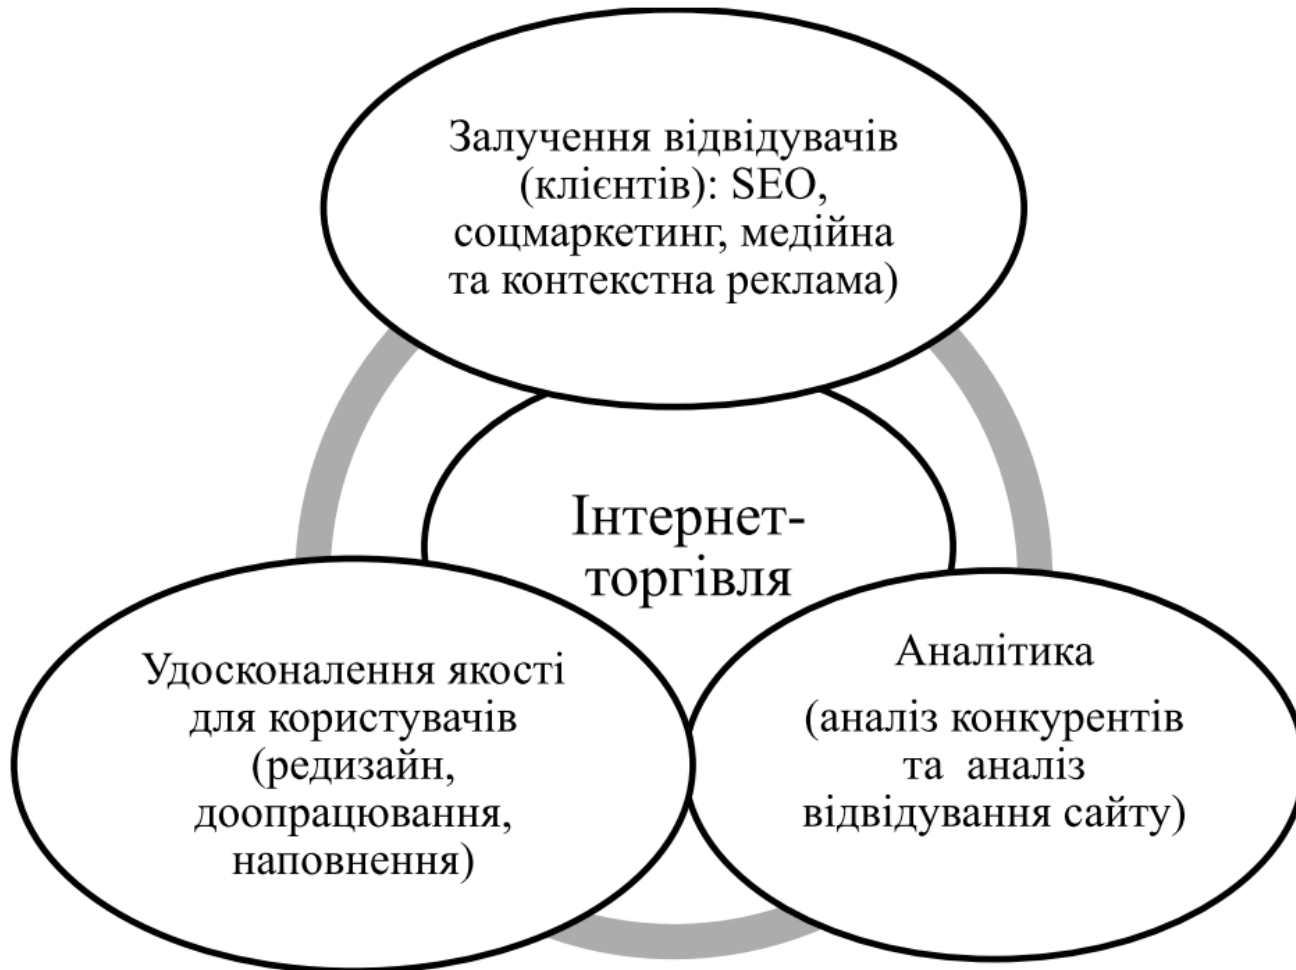 Залучення відвідувачів
(клієнтів): SEO,
соцмаркетинг, медійна
та контекстна реклама)
Інтернет-
торгівля
Удосконалення якості
для користувачів
(редизайн,
доопрацювання,
наповнення)
Аналітика
(аналіз конкурентів
та аналіз
відвідування сайту)